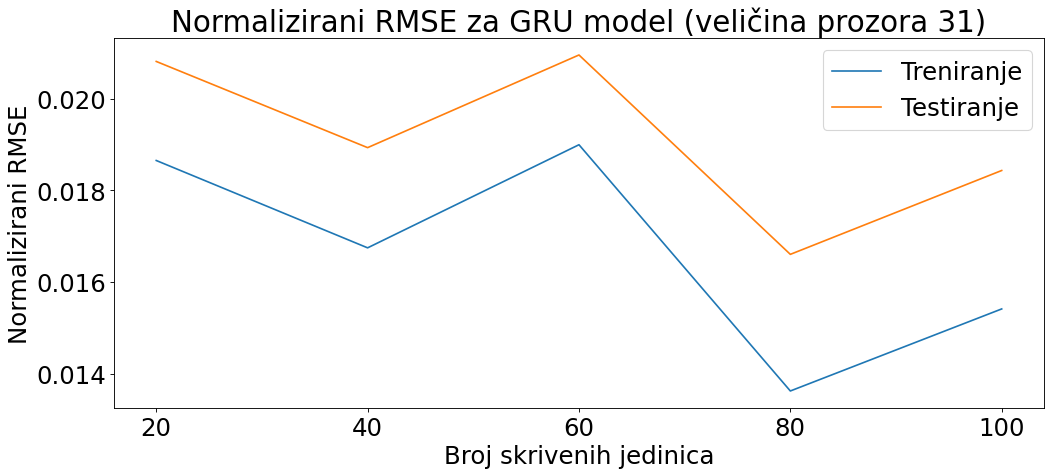 Normalizirani RMSE za GRU model (veličina prozora 31)
Treniranje
Testiranje
Normalizirani RMSE
0.020
0.018
0.016
0.014
20 40 60 80 100
Broj skrivenih jedinica